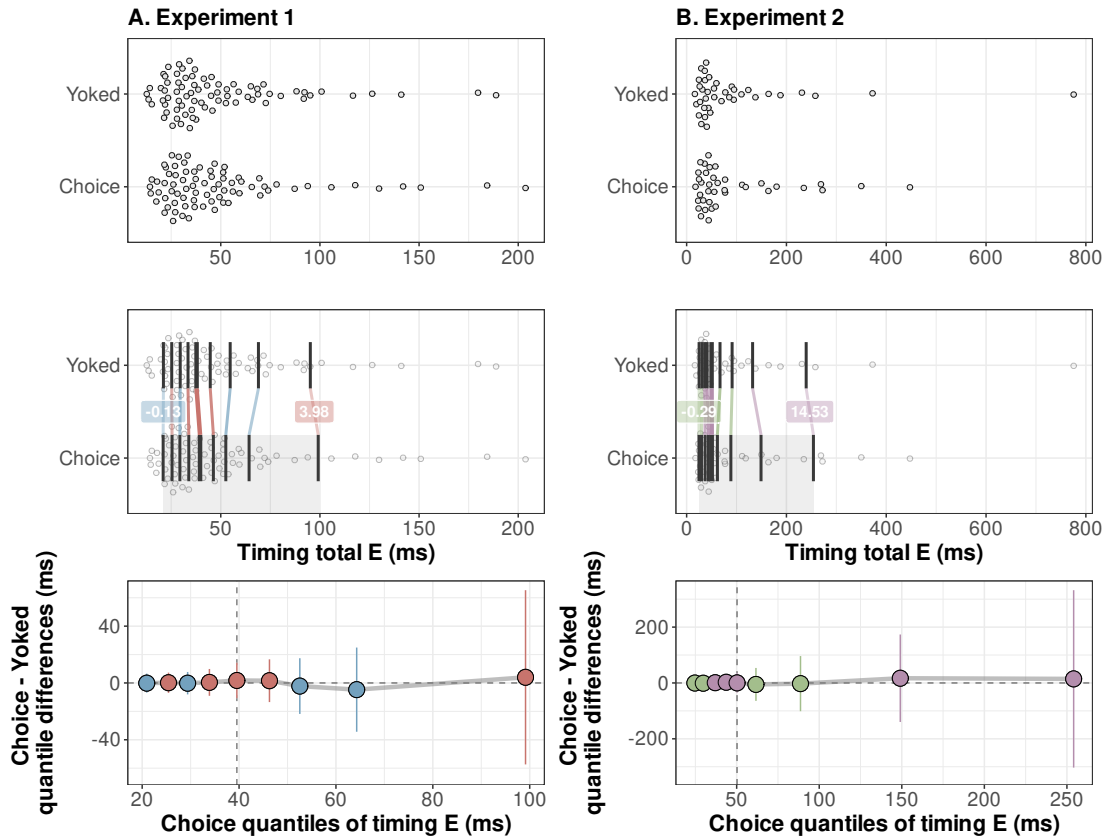 A. Experiment 1
Yoked
Choice
50
100
150
200
Yoked
-0.13
3.98
Choice
50
100
150
200
Timing total E (ms)
Choice - Yoked
quantile differences (ms)
40
0
-40
20
40
60
80
100
Choice quantiles of timing E (ms)
B. Experiment 2
Yoked
Choice
0
200
400
600
800
Yoked
-0.29
14.53
Choice
0
200
400
600
800
Timing total E (ms)
Choice - Yoked
quantile differences (ms)
200
0
-200
50
100
150
200
250
Choice quantiles of timing E (ms)